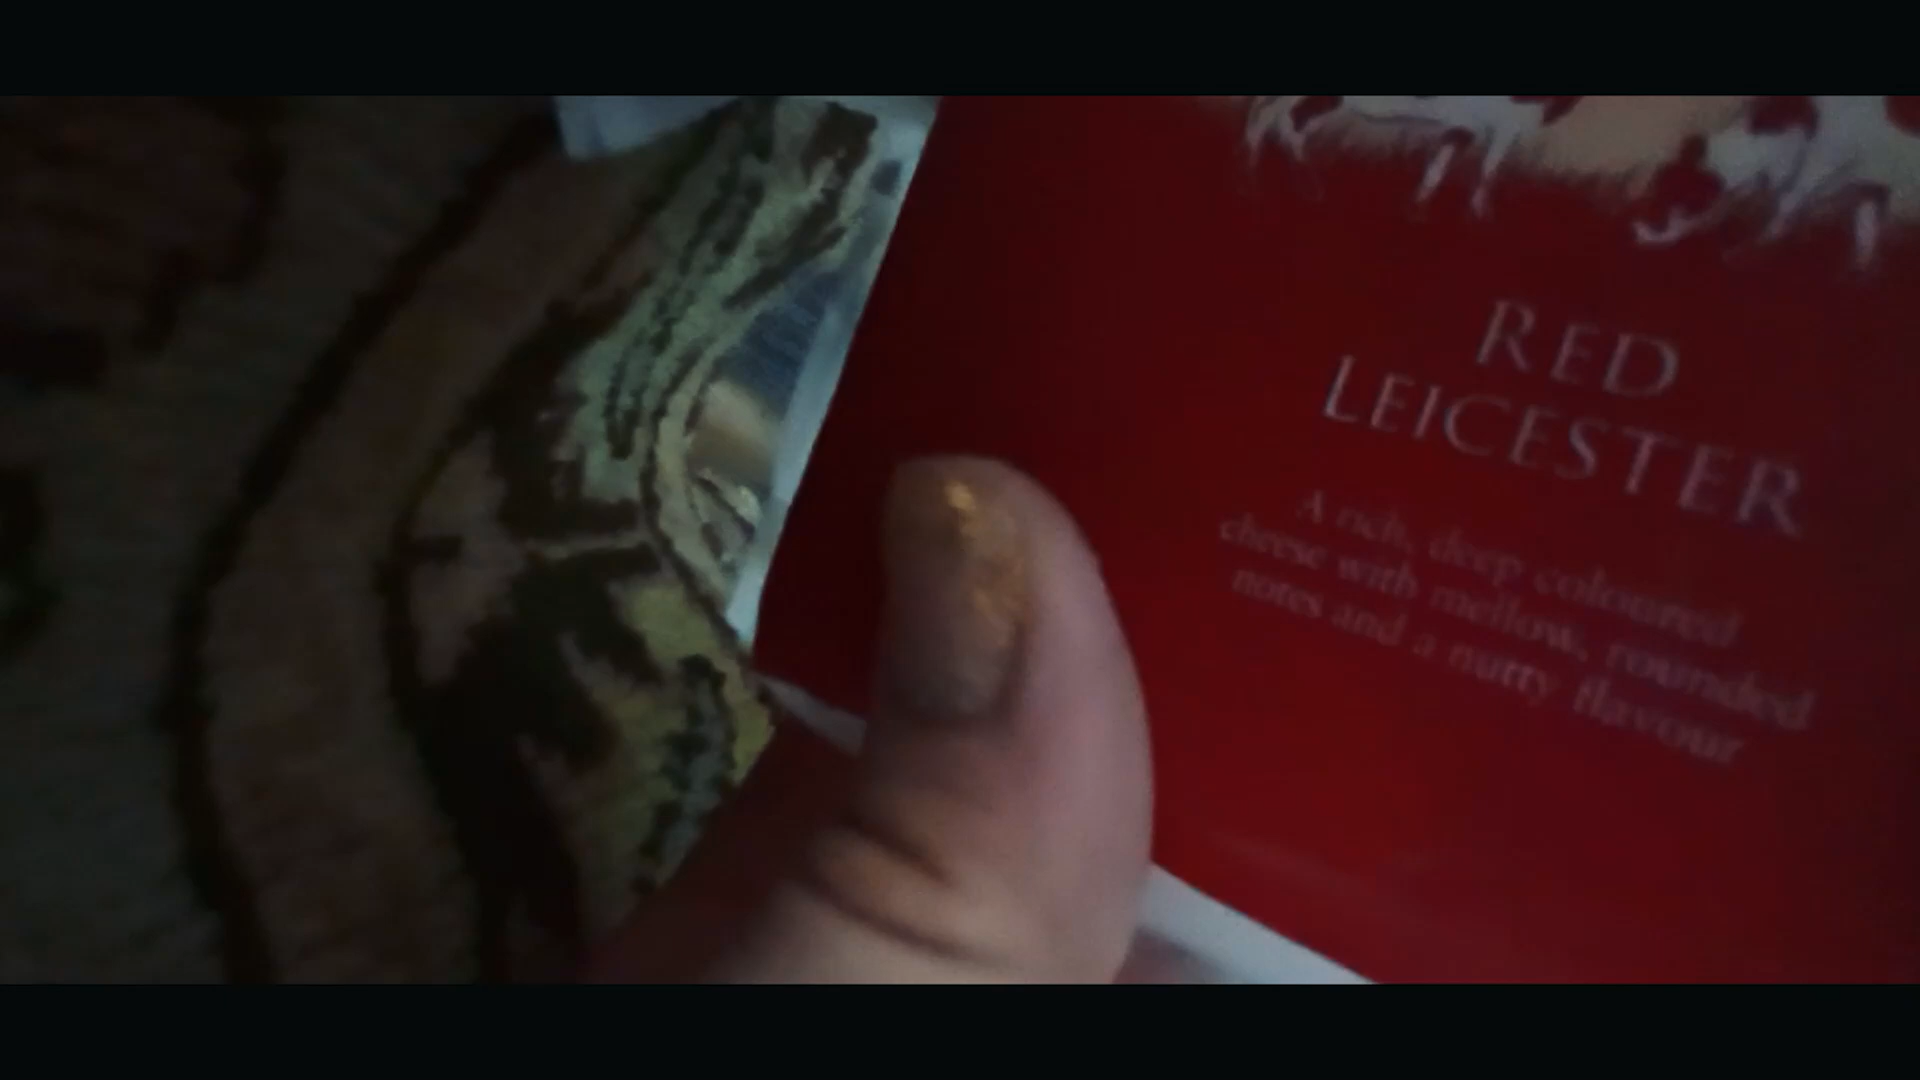 RED
LEICESTER
A rich, deep coloured
cheese with mellow, rounded
notes and a nutty flavour